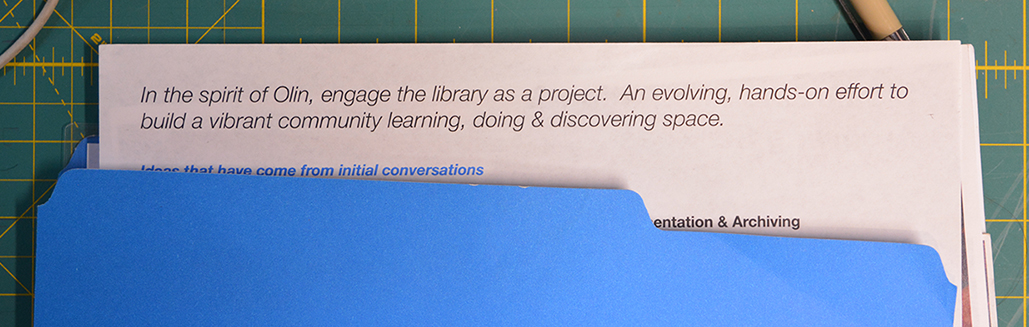 In the spirit of Olin, engage the library as a project.  An evolving, hands-on effort to
build a vibrant community learning, doing & discovering space.
Ideas that have come from initial conversations
entation & Archiving